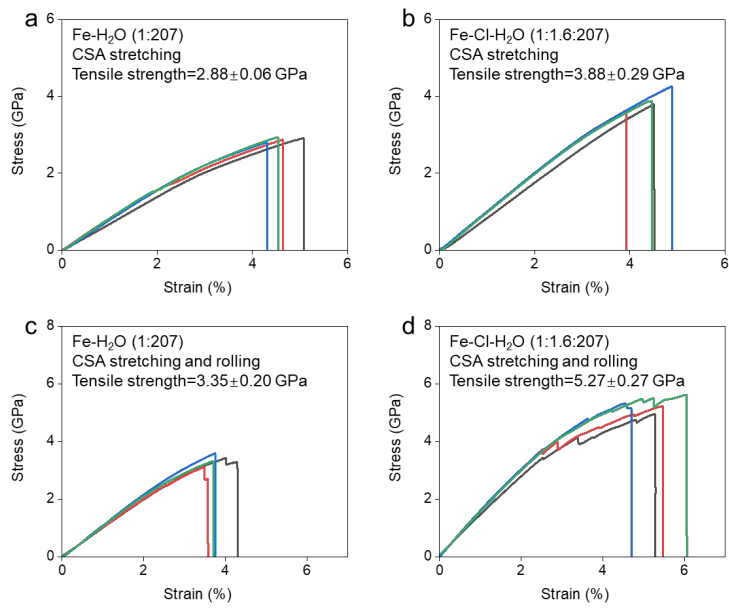 a
Fe-H₂O (1:207)
CSA stretching
Tensile strength=2.88±0.06 GPa
Stress (GPa)
6
4
2
0
0 2 4 6
Strain (%)
b
Fe-Cl-H₂O (1:1.6:207)
CSA stretching
Tensile strength=3.88±0.29 GPa
Stress (GPa)
6
4
2
0
0 2 4 6
Strain (%)
c
Fe-H₂O (1:207)
CSA stretching and rolling
Tensile strength=3.35±0.20 GPa
Stress (GPa)
8
6
4
2
0
0 2 4 6
Strain (%)
d
Fe-Cl-H₂O (1:1.6:207)
CSA stretching and rolling
Tensile strength=5.27±0.27 GPa
Stress (GPa)
8
6
4
2
0
0 2 4 6
Strain (%)